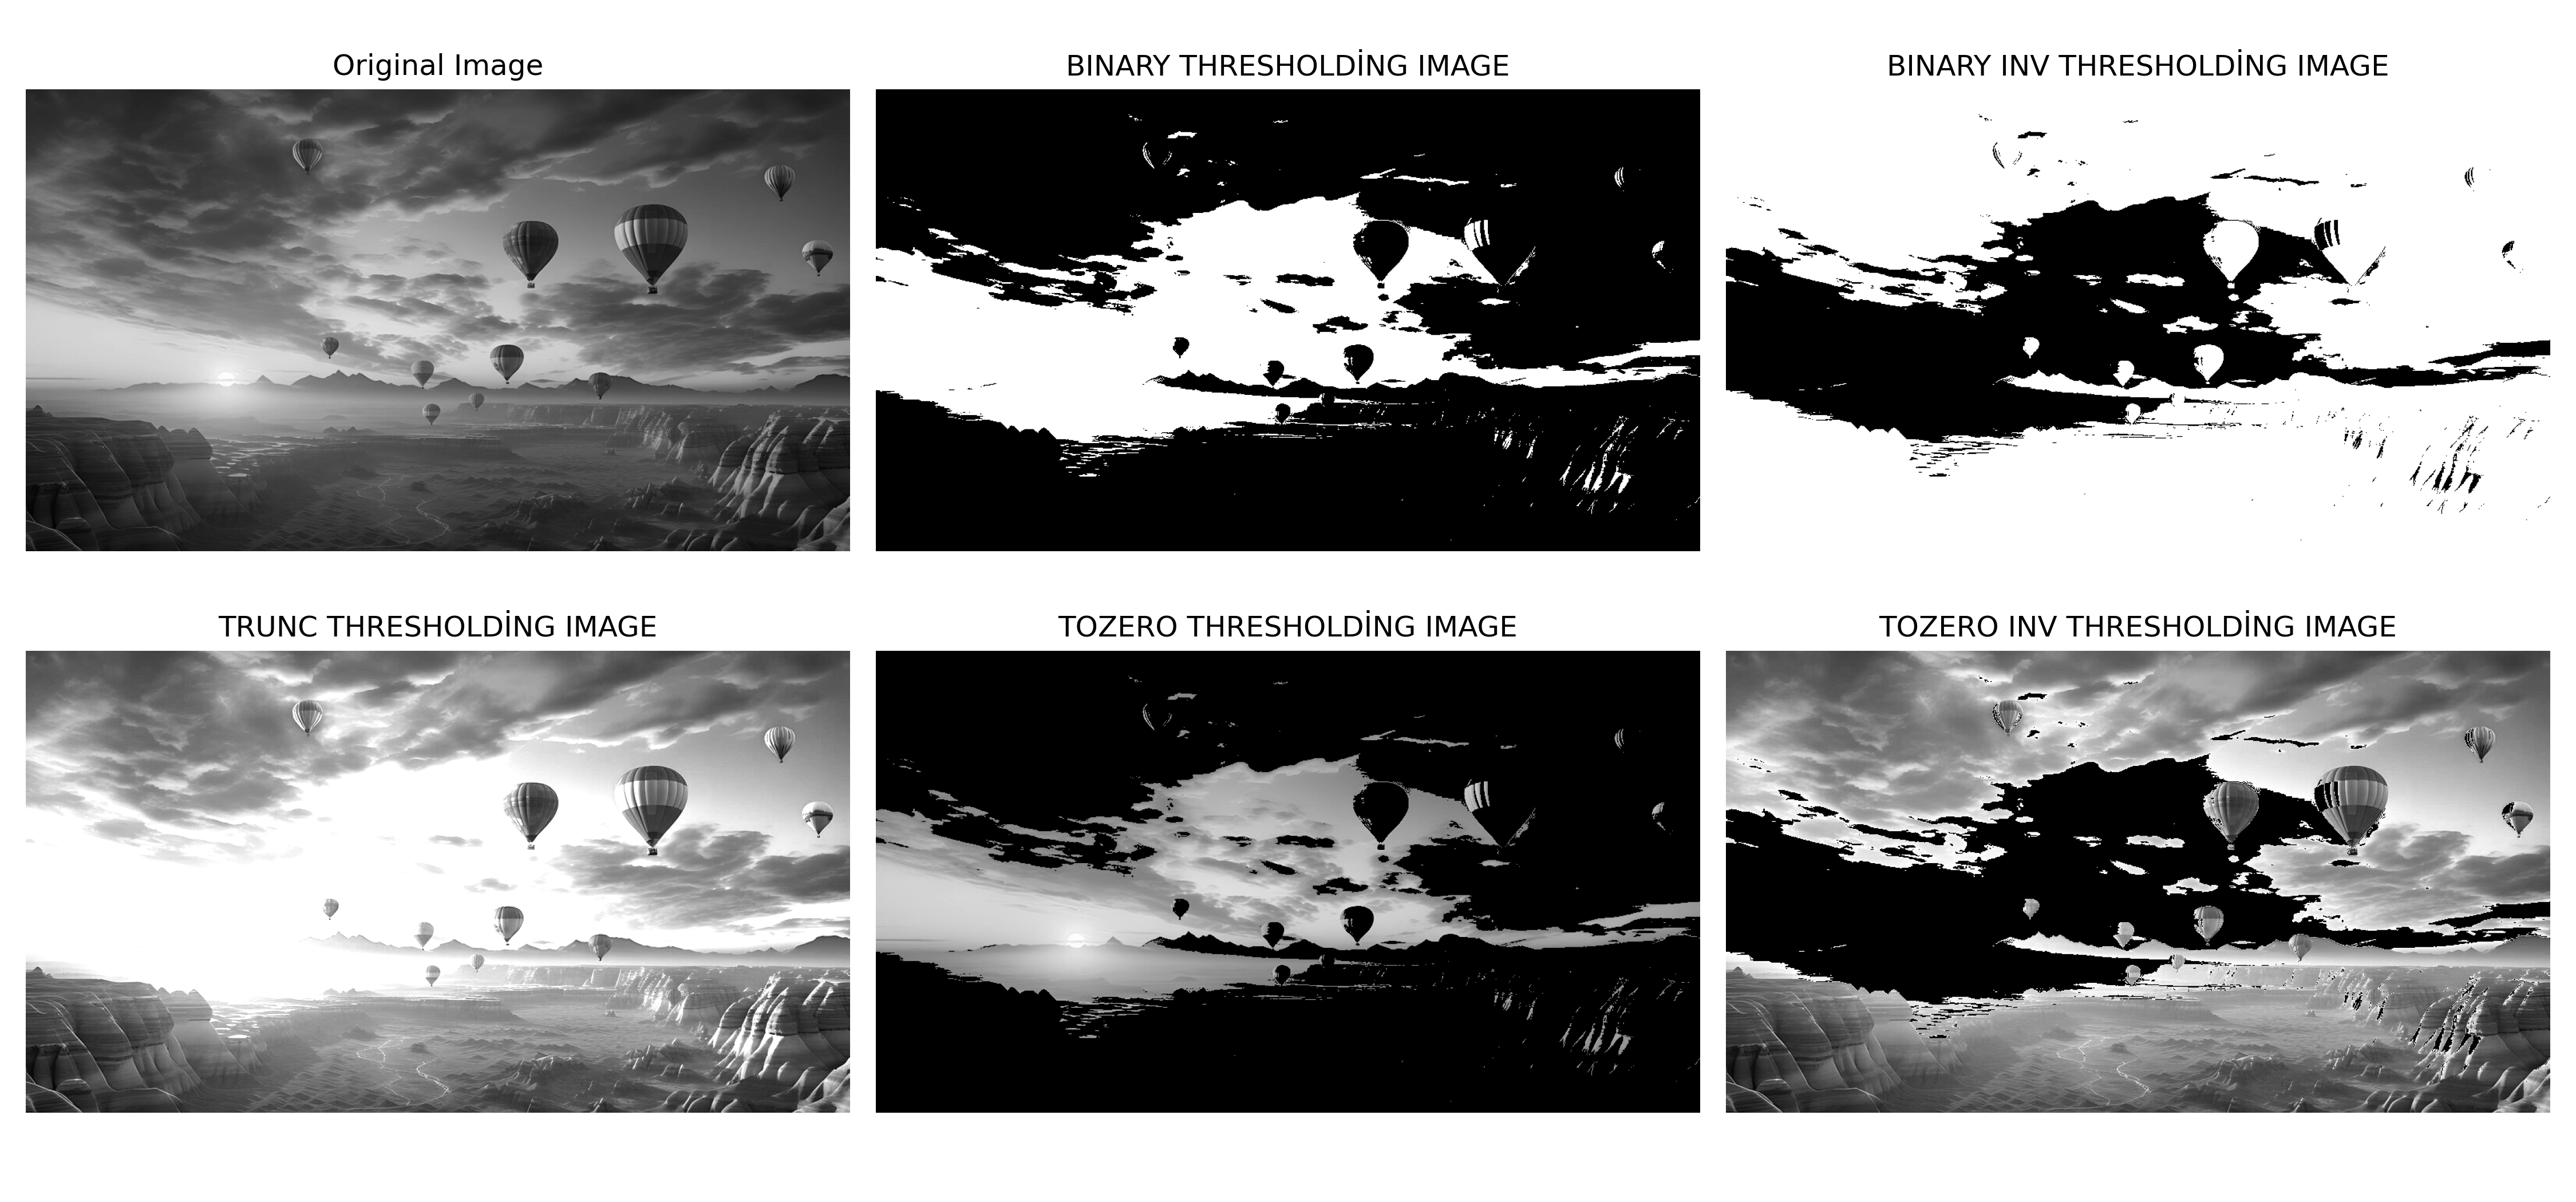 Original Image
BINARY THRESHOLDİNG IMAGE
BINARY INV THRESHOLDİNG IMAGE
TRUNC THRESHOLDİNG IMAGE
TOZERO THRESHOLDİNG IMAGE
TOZERO INV THRESHOLDİNG IMAGE